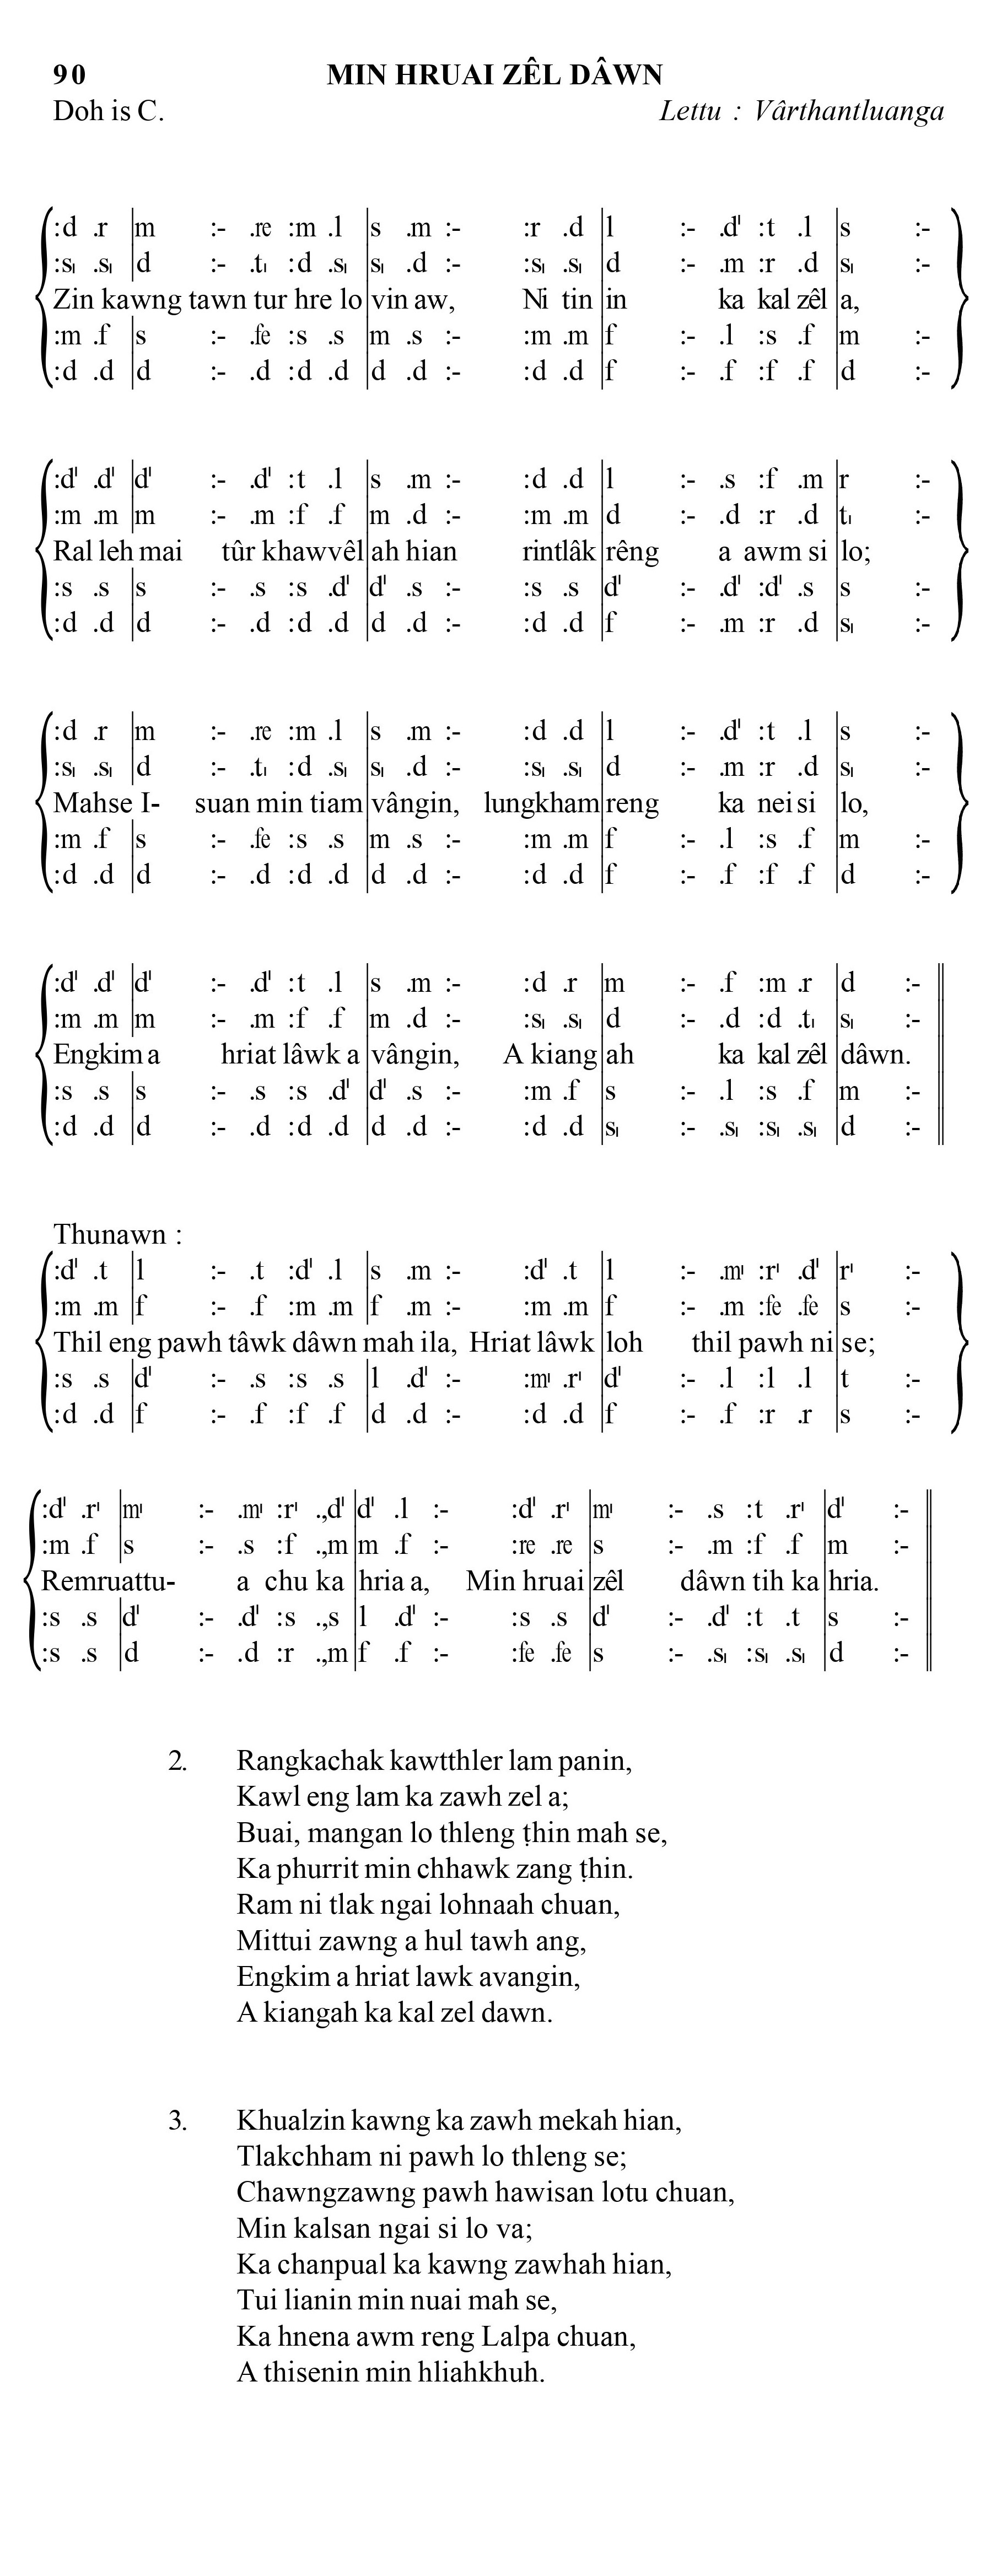 90 MIN HRUAI ZÊL DÂWN
Doh is C. Lettu : Vârthantluanga
:d .r |m :- .re :m .l |s .m :- :r .d |l :- .d' :t .l |s :-
:s, .s, |d :- .t, :d .s, |s, .d :- :s, .s, |d :- .m :r .d |s, :-
Zin kawng tawn tur hre lo vin aw, Ni tin in ka kal zêl a,
:m .f |s :- .fe :s .s |m .s :- :m .m |f :- .l :s .f |m :-
:d .d |d :- .d :d .d |d .d :- :d .d |f :- .f :f .f |d :-
:d' .d' |d' :- .d' :t .l |s .m :- :d .d |l :- .s :f .m |r :-
:m .m |m :- .m :f .f |m .d :- :m .m |d :- .d :r .d |t, :-
Ral leh mai tûr khawvêl ah hian rintlâk rêng a awm si lo;
:s .s |s :- .s :s .d' |d' .s :- :s .s |d' :- .d' :d' .s |s :-
:d .d |d :- .d :d .d |d .d :- :d .d |f :- .m :r .d |s, :-
:d .r |m :- .re :m .l |s .m :- :d .d |l :- .d' :t .l |s :-
:s, .s, |d :- .t, :d .s, |s, .d :- :s, .s, |d :- .m :r .d |s, :-
Mahse I- suan min tiam vângin, lungkham reng ka nei si lo,
:m .f |s :- .fe :s .s |m .s :- :m .m |f :- .l :s .f |m :-
:d .d |d :- .d :d .d |d .d :- :d .d |f :- .f :f .f |d :-
:d' .d' |d' :- .d' :t .l |s .m :- :d .r |m :- .f :m .r |d :- ||
:m .m |m :- .m :f .f |m .d :- :s, .s, |d :- .d :d .t, |s, :- ||
Engkim a hriat lâwk a vângin, A kiang ah ka kal zêl dâwn.
:s .s |s :- .s :s .d' |d' .s :- :m .f |s :- .l :s .f |m :- ||
:d .d |d :- .d :d .d |d .d :- :d .d |s, :- .s, :s, .s, |d :- ||
Thunawn :
:d' .t |l :- .t :d' .l |s .m :- :d' .t |l :- .m' :r' .d' |r' :-
:m .m |f :- .f :m .m |f .m :- :m .m |f :- .m :fe .fe |s :-
Thil eng pawh tâwk dâwn mah ila, Hriat lâwk loh thil pawh ni se;
:s .s |d' :- .s :s .s |l .d' :- :m' .r' |d' :- .l :l .l |t :-
:d .d |f :- .f :f .f |d .d :- :d .d |f :- .f :r .r |s :-
:d' .r' |m' :- .m' :r' .,d' |d' .l :- :d' .r' |m' :- .s :t .r' |d' :- ||
:m .f |s :- .s :f .,m |m .f :- :re .re |s :- .m :f .f |m :- ||
Remruattu- a chu ka hria a, Min hruai zêl dâwn tih ka hria.
:s .s |d' :- .d' :s .,s |l .d' :- :s .s |d' :- .d' :t .t |s :- ||
:s .s |d :- .d :r .,m |f .f :- :fe .fe |s :- .s, :s, .s, |d :- ||
2. Rangkachak kawtthler lam panin,
Kawl eng lam ka zawh zel a;
Buai, mangan lo thleng ṭhin mah se,
Ka phurrit min chhawk zang ṭhin.
Ram ni tlak ngai lohnaah chuan,
Mittui zawng a hul tawh ang,
Engkim a hriat lawk avangin,
A kiangah ka kal zel dawn.
3. Khualzin kawng ka zawh mekah hian,
Tlakchham ni pawh lo thleng se;
Chawngzawng pawh hawisan lotu chuan,
Min kalsan ngai si lo va;
Ka chanpual ka kawng zawhah hian,
Tui lianin min nuai mah se,
Ka hnena awm reng Lalpa chuan,
A thisenin min hliahkhuh.